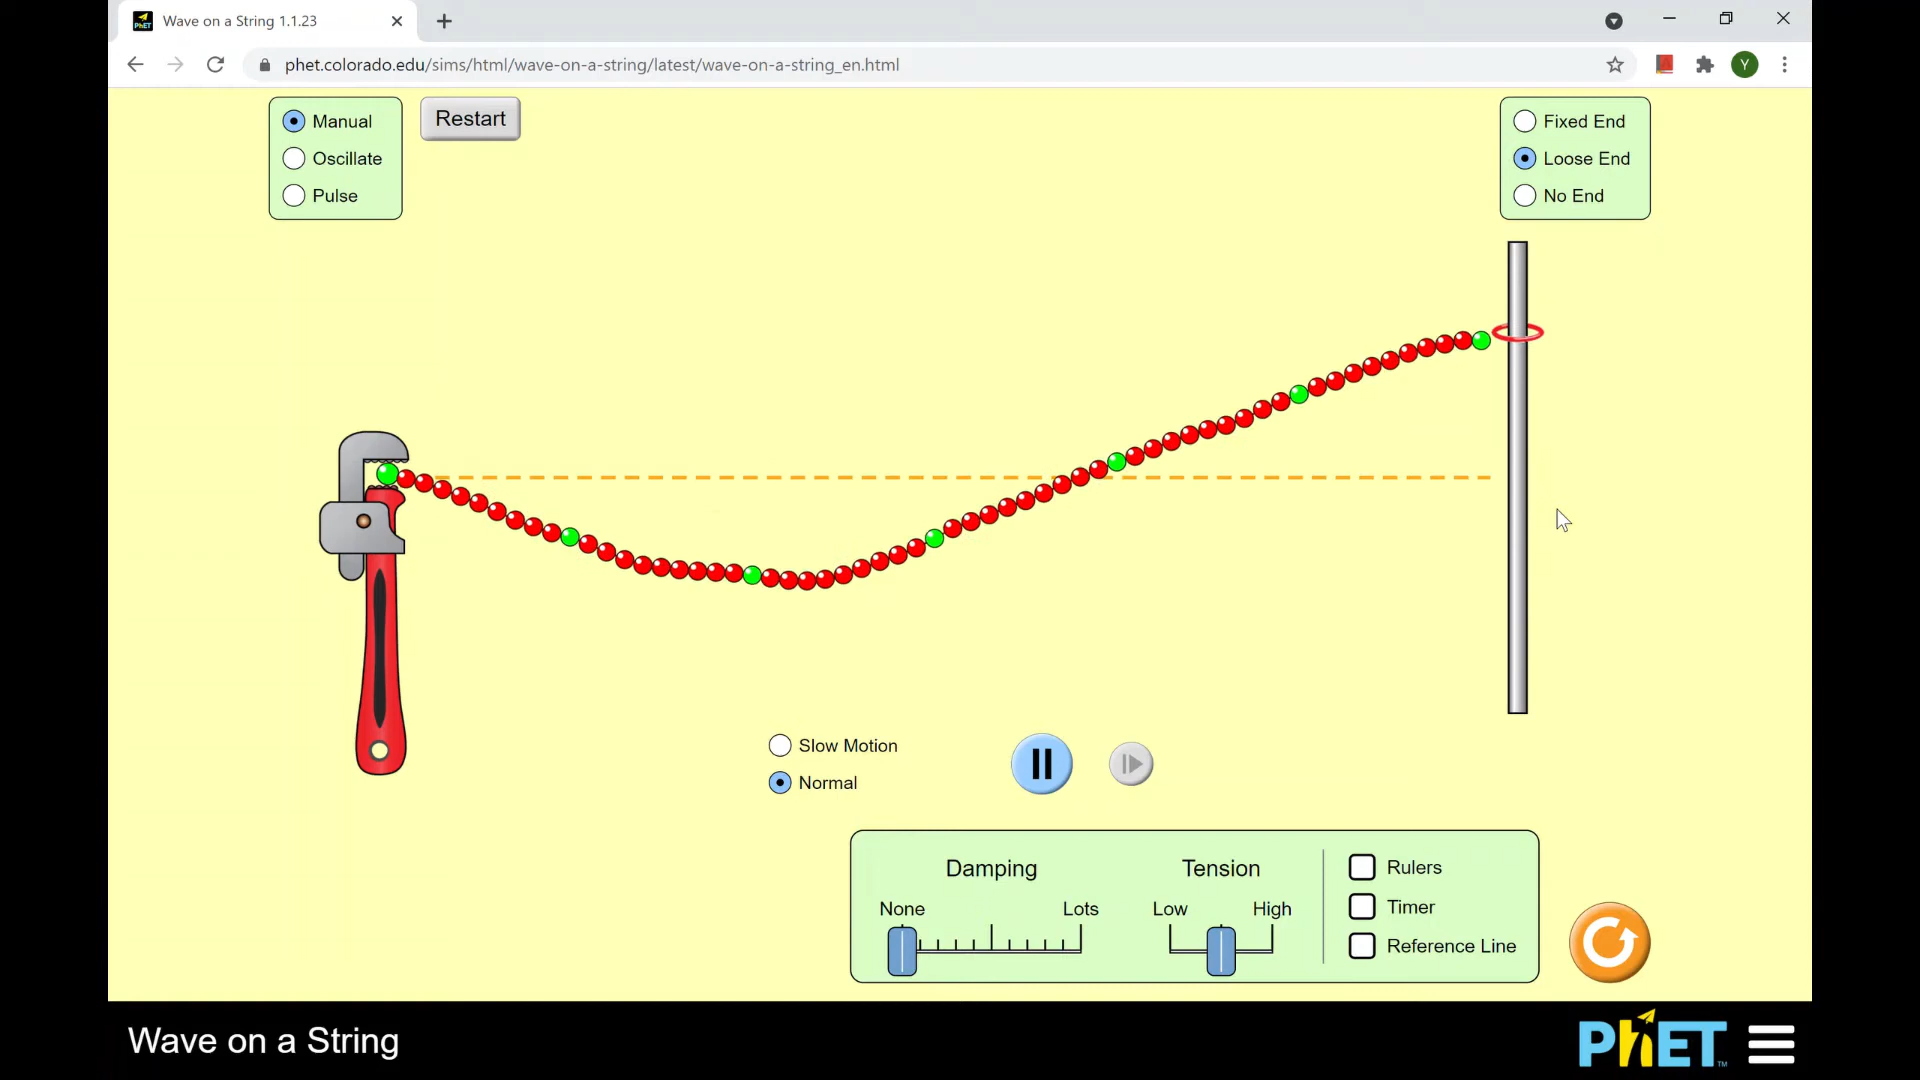 Wave on a String 1.1.23
phet.colorado.edu/sims/html/wave-on-a-string/latest/wave-on-a-string_en.html
Y
Manual
Oscillate
Pulse
Restart
Fixed End
Loose End
No End
Slow Motion
Normal
Damping
None
Lots
Tension
Low
High
Rulers
Timer
Reference Line
Wave on a String
PhET